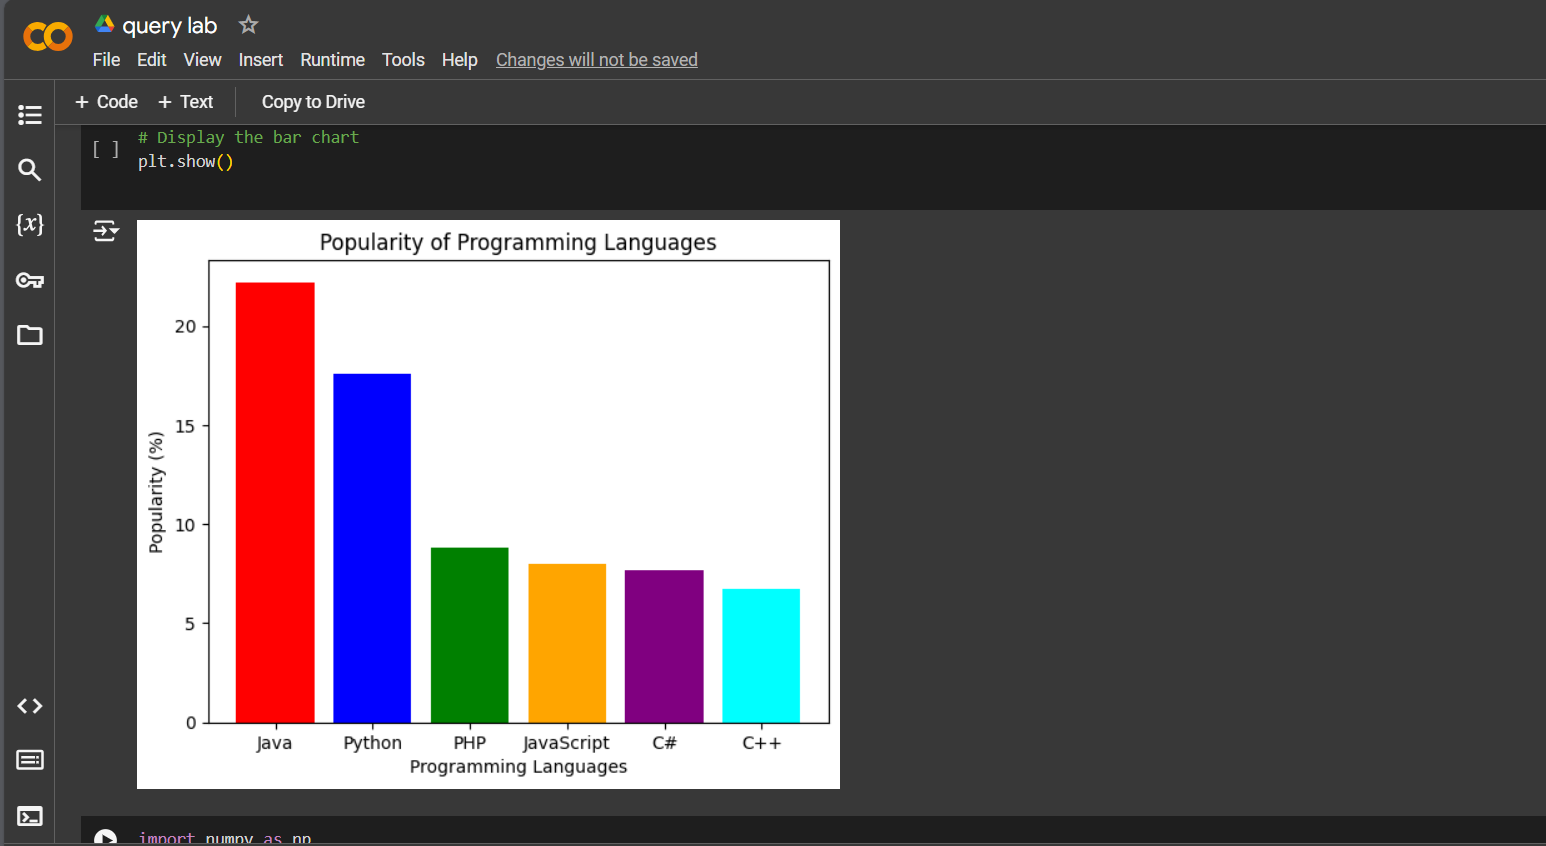 query lab
File Edit View Insert Runtime Tools Help Changes will not be saved
+ Code + Text Copy to Drive
[ ] # Display the bar chart
plt.show()
{x}
Popularity of Programming Languages
20
15
10
5
0
Popularity (%)
Java Python PHP JavaScript C# C++
Programming Languages
import numpy as np